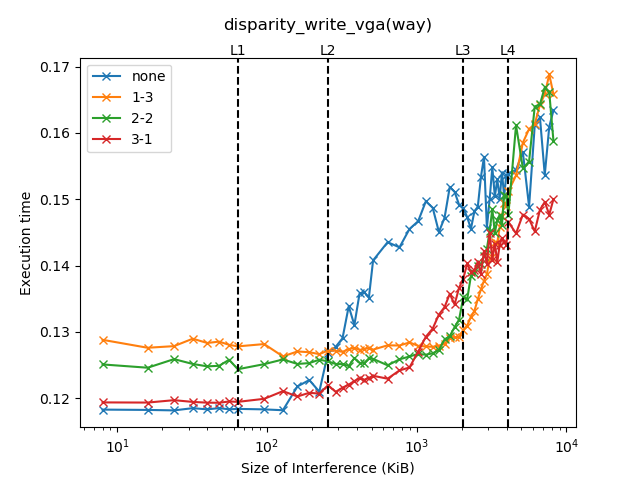 disparity_write_vga(way)
L1 L2 L3 L4
none
1-3
2-2
3-1
0.17
0.16
0.15
0.14
0.13
0.12
Execution time
10¹ 10² 10³ 10⁴
Size of Interference (KiB)